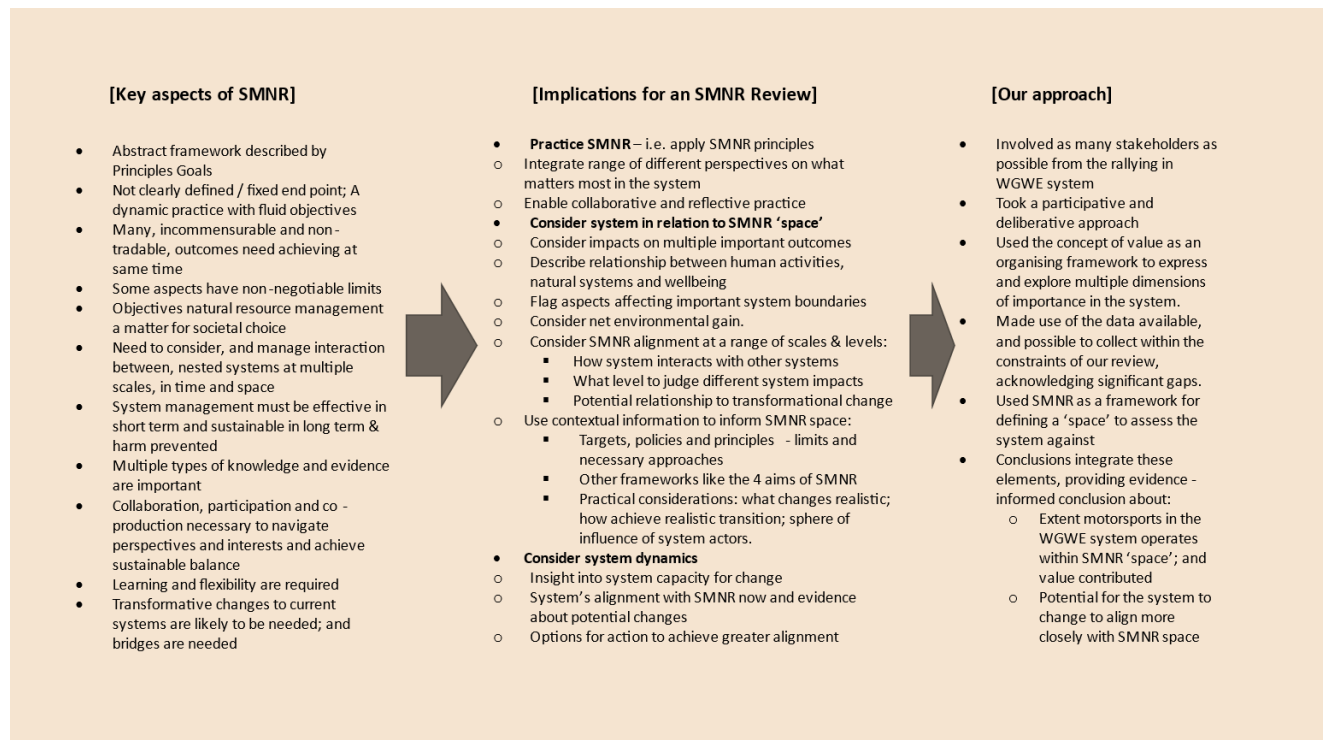 [Key aspects of SMNR]
• Abstract framework described by
Principles Goals
• Not clearly defined / fixed end point; A
dynamic practice with fluid objectives
• Many, incommensurable and non-
tradable, outcomes need achieving at
same time
• Some aspects have non-negotiable limits
• Objectives natural resource management
a matter for societal choice
• Need to consider, and manage interaction
between, nested systems at multiple
scales, in time and space
• System management must be effective in
short term and sustainable in long term &
harm prevented
• Multiple types of knowledge and evidence
are important
• Collaboration, participation and co -
production necessary to navigate
perspectives and interests and achieve
sustainable balance
• Learning and flexibility are required
• Transformative changes to current
systems are likely to be needed; and
bridges are needed
[Implications for an SMNR Review]
• Practice SMNR – i.e. apply SMNR principles
o Integrate range of different perspectives on what
matters most in the system
o Enable collaborative and reflective practice
• Consider system in relation to SMNR ‘space’
o Consider impacts on multiple important outcomes
o Describe relationship between human activities,
natural systems and wellbeing
o Flag aspects affecting important system boundaries
o Consider net environmental gain.
o Consider SMNR alignment at a range of scales & levels:
▪ How system interacts with other systems
▪ What level to judge different system impacts
▪ Potential relationship to transformational change
o Use contextual information to inform SMNR space:
▪ Targets, policies and principles - limits and
necessary approaches
▪ Other frameworks like the 4 aims of SMNR
▪ Practical considerations: what changes realistic;
how achieve realistic transition; sphere of
influence of system actors.
• Consider system dynamics
o Insight into system capacity for change
o System’s alignment with SMNR now and evidence
about potential changes
o Options for action to achieve greater alignment
[Our approach]
• Involved as many stakeholders as
possible from the rallying in
WGWE system
• Took a participative and
deliberative approach
• Used the concept of value as an
organising framework to express
and explore multiple dimensions
of importance in the system.
• Made use of the data available,
and possible to collect within the
constraints of our review,
acknowledging significant gaps.
• Used SMNR as a framework for
defining a ‘space’ to assess the
system against
• Conclusions integrate these
elements, providing evidence -
informed conclusion about:
o Extent motorsports in the
WGWE system operates
within SMNR ‘space’; and
value contributed
o Potential for the system to
change to align more
closely with SMNR space